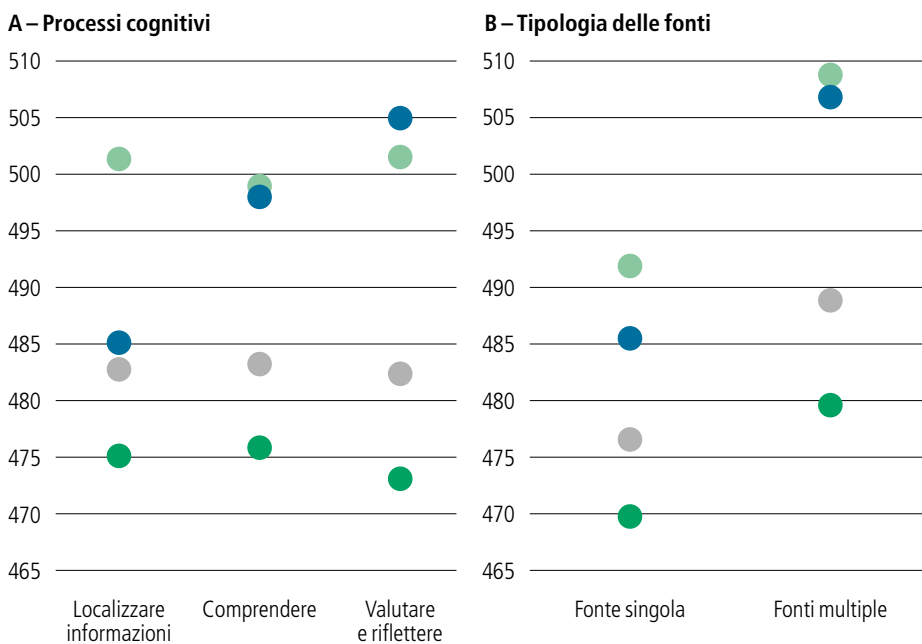 A – Processi cognitivi
510
505
500
495
490
485
480
475
470
465
Localizzare
informazioni
Comprendere
Valutare
e riflettere
B – Tipologia delle fonti
510
505
500
495
490
485
480
475
470
465
Fonte singola
Fonti multiple